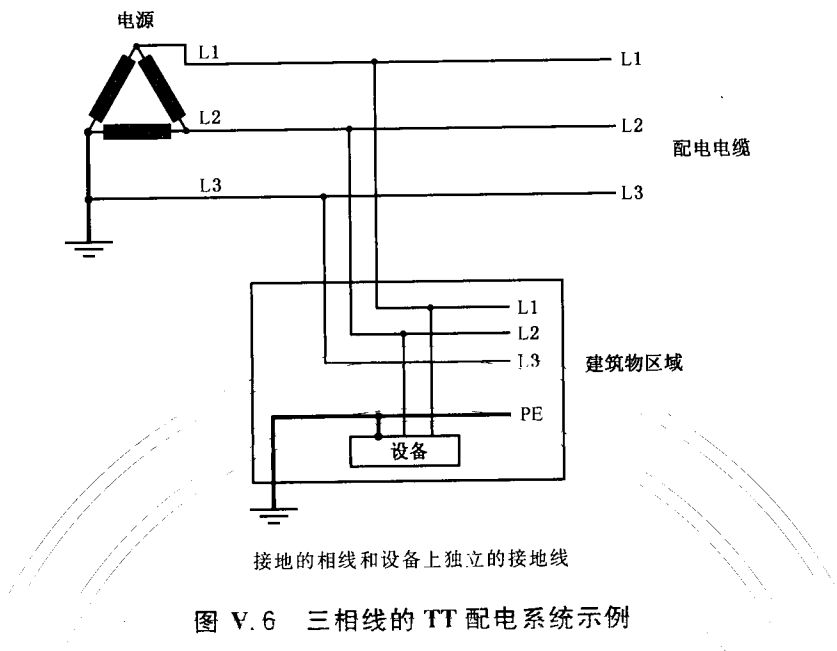 电源
L1
L1
L2
L2
配电电缆
L3
L3
L1
L2
L3
建筑物区域
PE
设备
接地的相线和设备上独立的接地线
图 V.6 三相线的 TT 配电系统示例